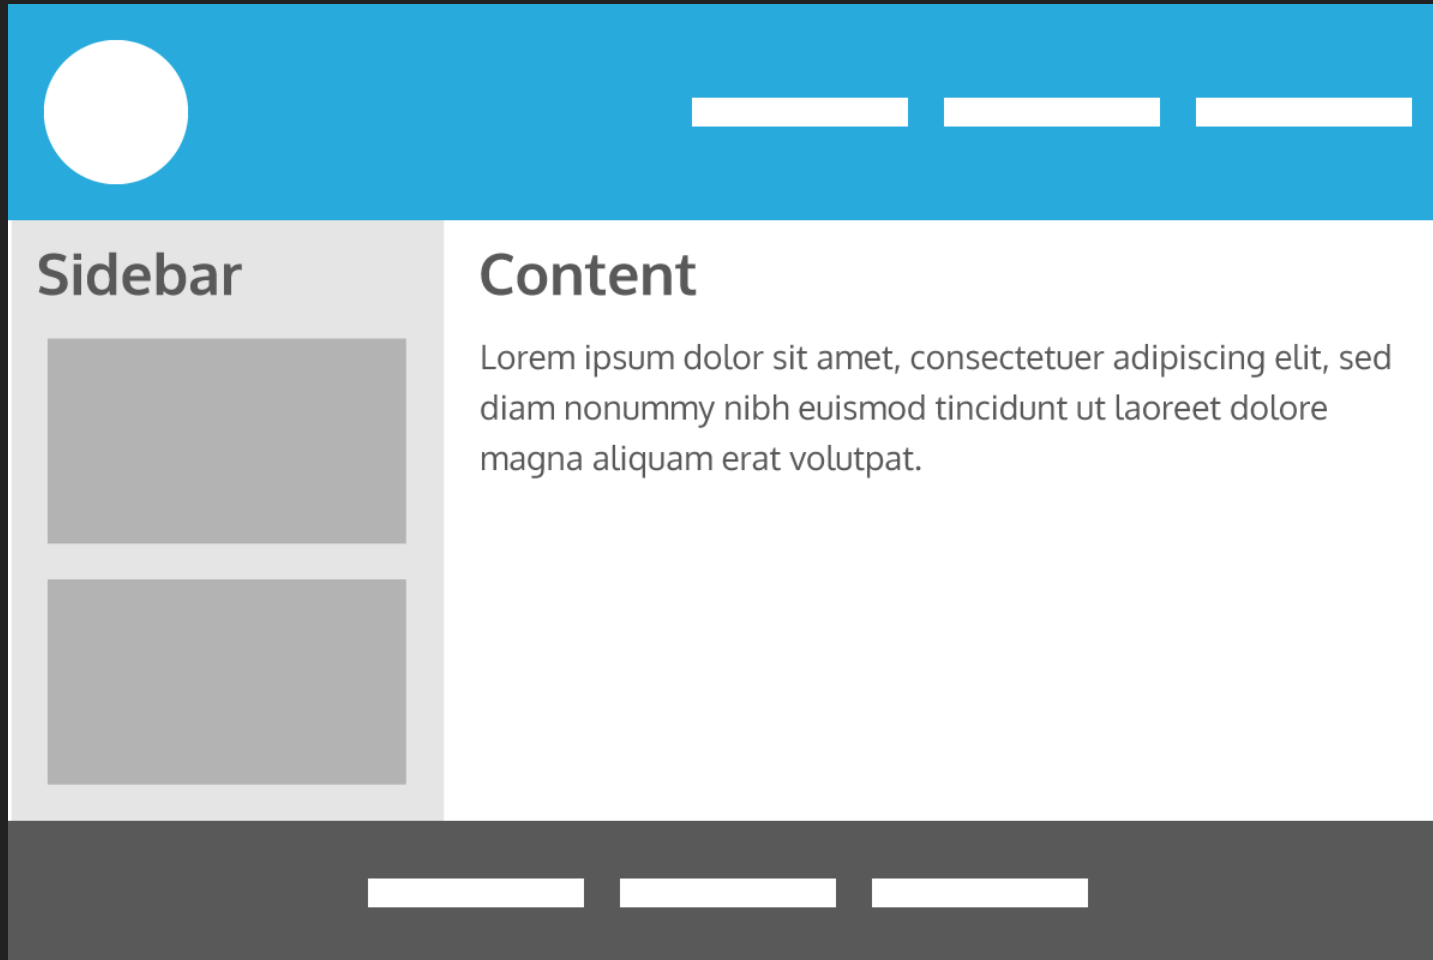 Sidebar
Content
Lorem ipsum dolor sit amet, consectetuer adipiscing elit, sed
diam nonummy nibh euismod tincidunt ut laoreet dolore
magna aliquam erat volutpat.